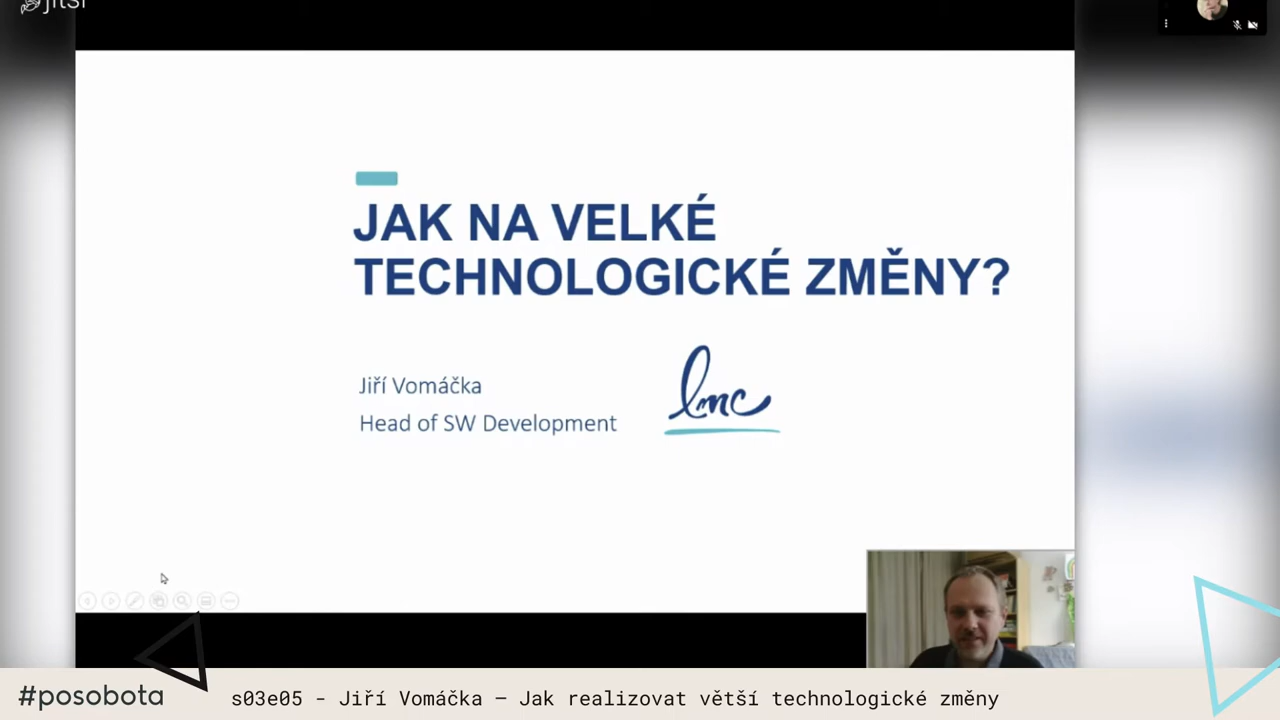 jitsi
JAK NA VELKÉ
TECHNOLOGICKÉ ZMĚNY?
Jiří Vomáčka
Head of SW Development
lmc
#posobota
s03e05 - Jiří Vomáčka – Jak realizovat větší technologické změny